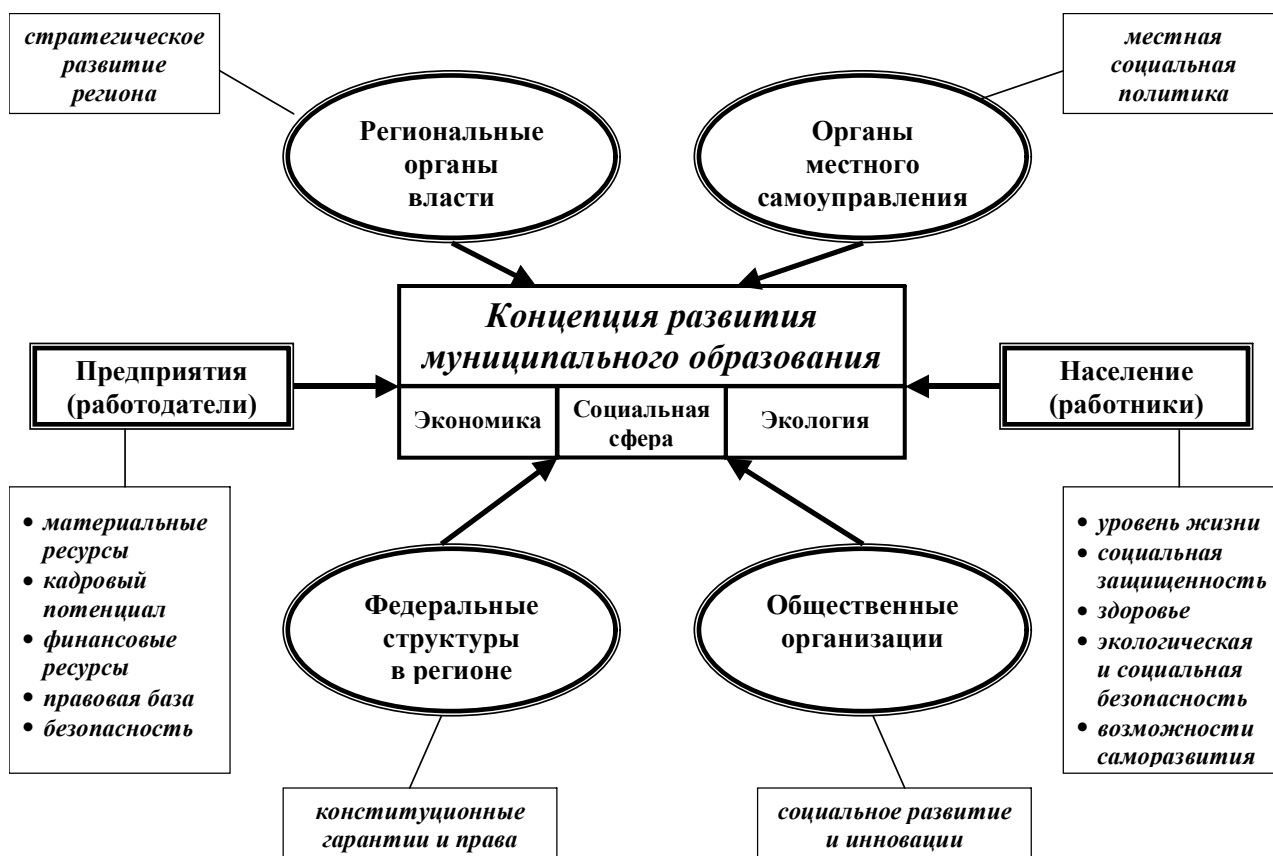 стратегическое
развитие
региона
местная
социальная
политика
Региональные
органы
власти
Органы
местного
самоуправления
Концепция развития
муниципального образования
Экономика
Социальная
сфера
Экология
Предприятия
(работодатели)
Население
(работники)
• материальные
ресурсы
• кадровый
потенциал
• финансовые
ресурсы
• правовая база
• безопасность
• уровень жизни
• социальная
защищенность
• здоровье
• экологическая
и социальная
безопасность
• возможности
саморазвития
Федеральные
структуры
в регионе
Общественные
организации
конституционные
гарантии и права
социальное развитие
и инновации